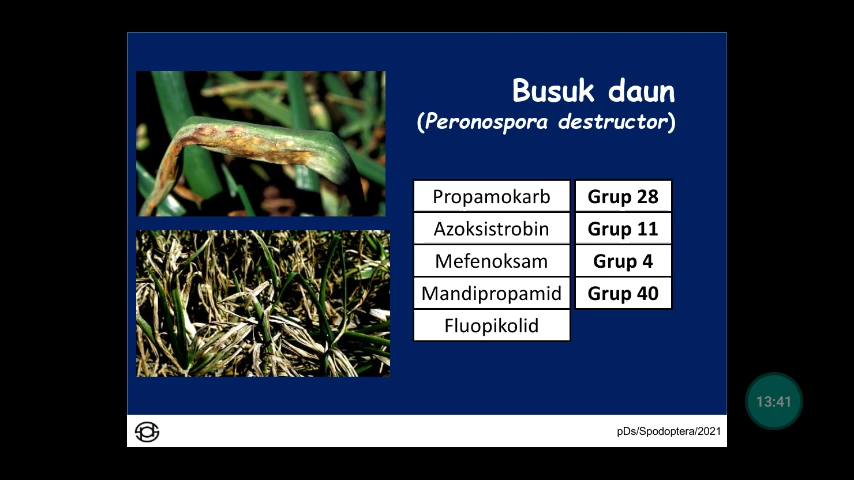 Busuk daun
(Peronospora destructor)
Propamokarb Grup 28
Azoksistrobin Grup 11
Mefenoksam Grup 4
Mandipropamid Grup 40
Fluopikolid
13:41
pDs/Spodoptera/2021